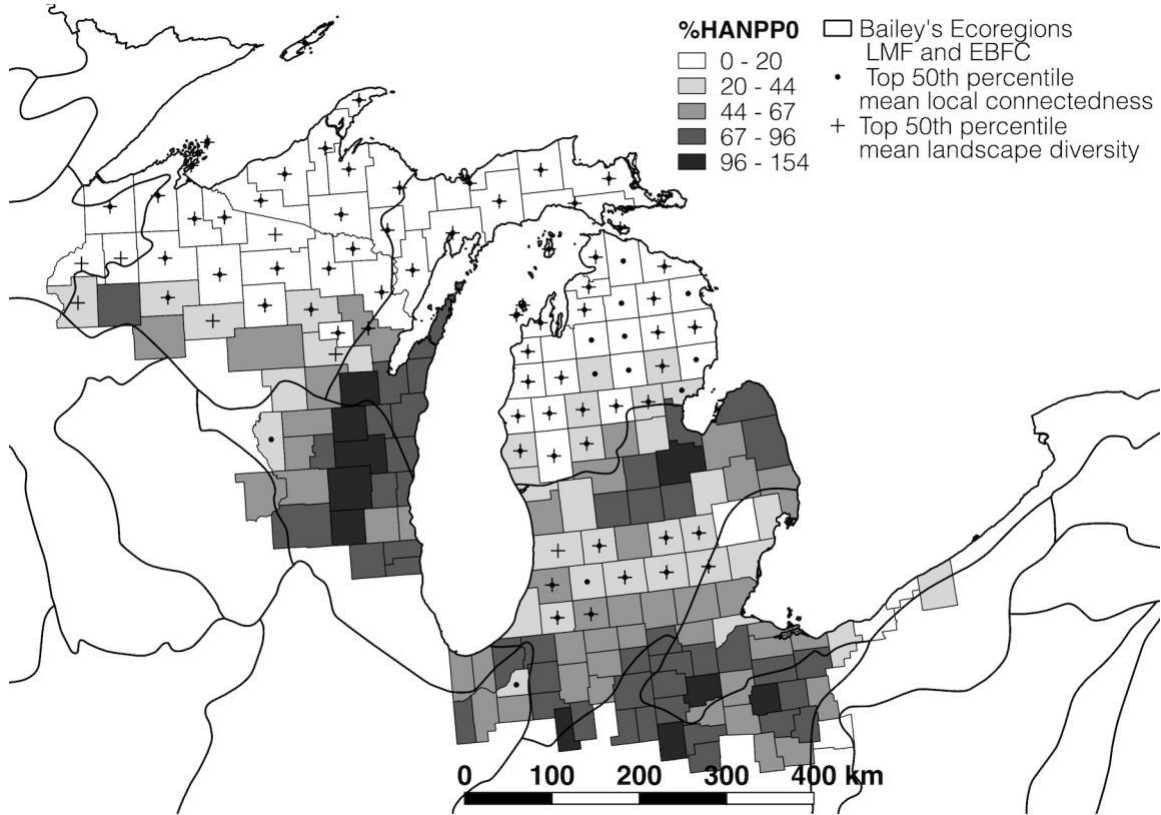 %HANPP0
0 - 20
20 - 44
44 - 67
67 - 96
96 - 154
Bailey's Ecoregions
LMF and EBFC
Top 50th percentile
mean local connectedness
Top 50th percentile
mean landscape diversity
0 100 200 300 400 km